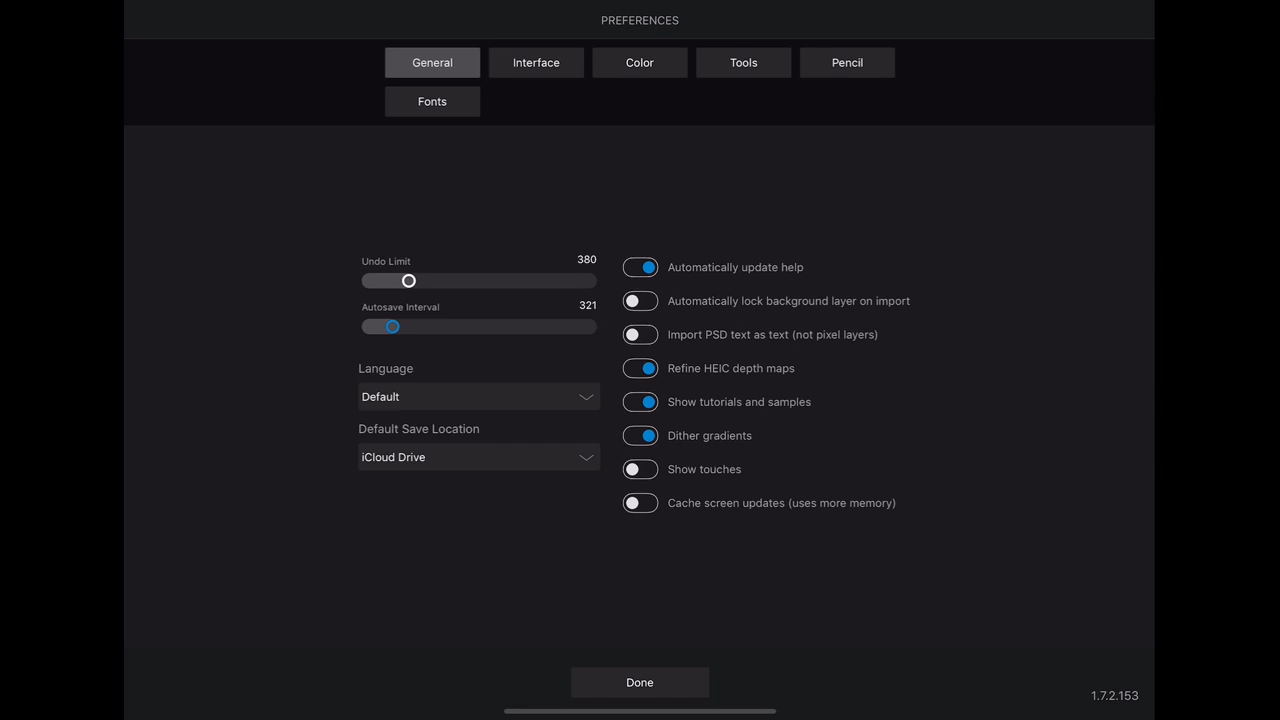 PREFERENCES
General Interface Color Tools Pencil
Fonts
Undo Limit 380
Autosave Interval 321
Language
Default
Default Save Location
iCloud Drive
Automatically update help
Automatically lock background layer on import
Import PSD text as text (not pixel layers)
Refine HEIC depth maps
Show tutorials and samples
Dither gradients
Show touches
Cache screen updates (uses more memory)
Done
1.7.2.153